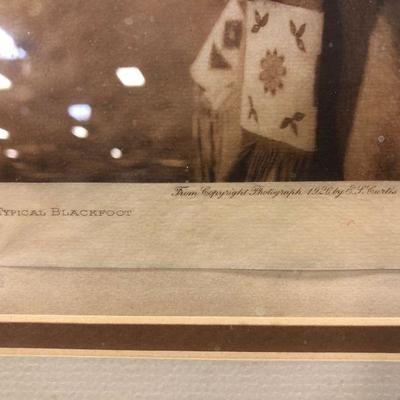 From Copyright Photograph 1926, by E.S. Curtis
TYPICAL BLACKFOOT